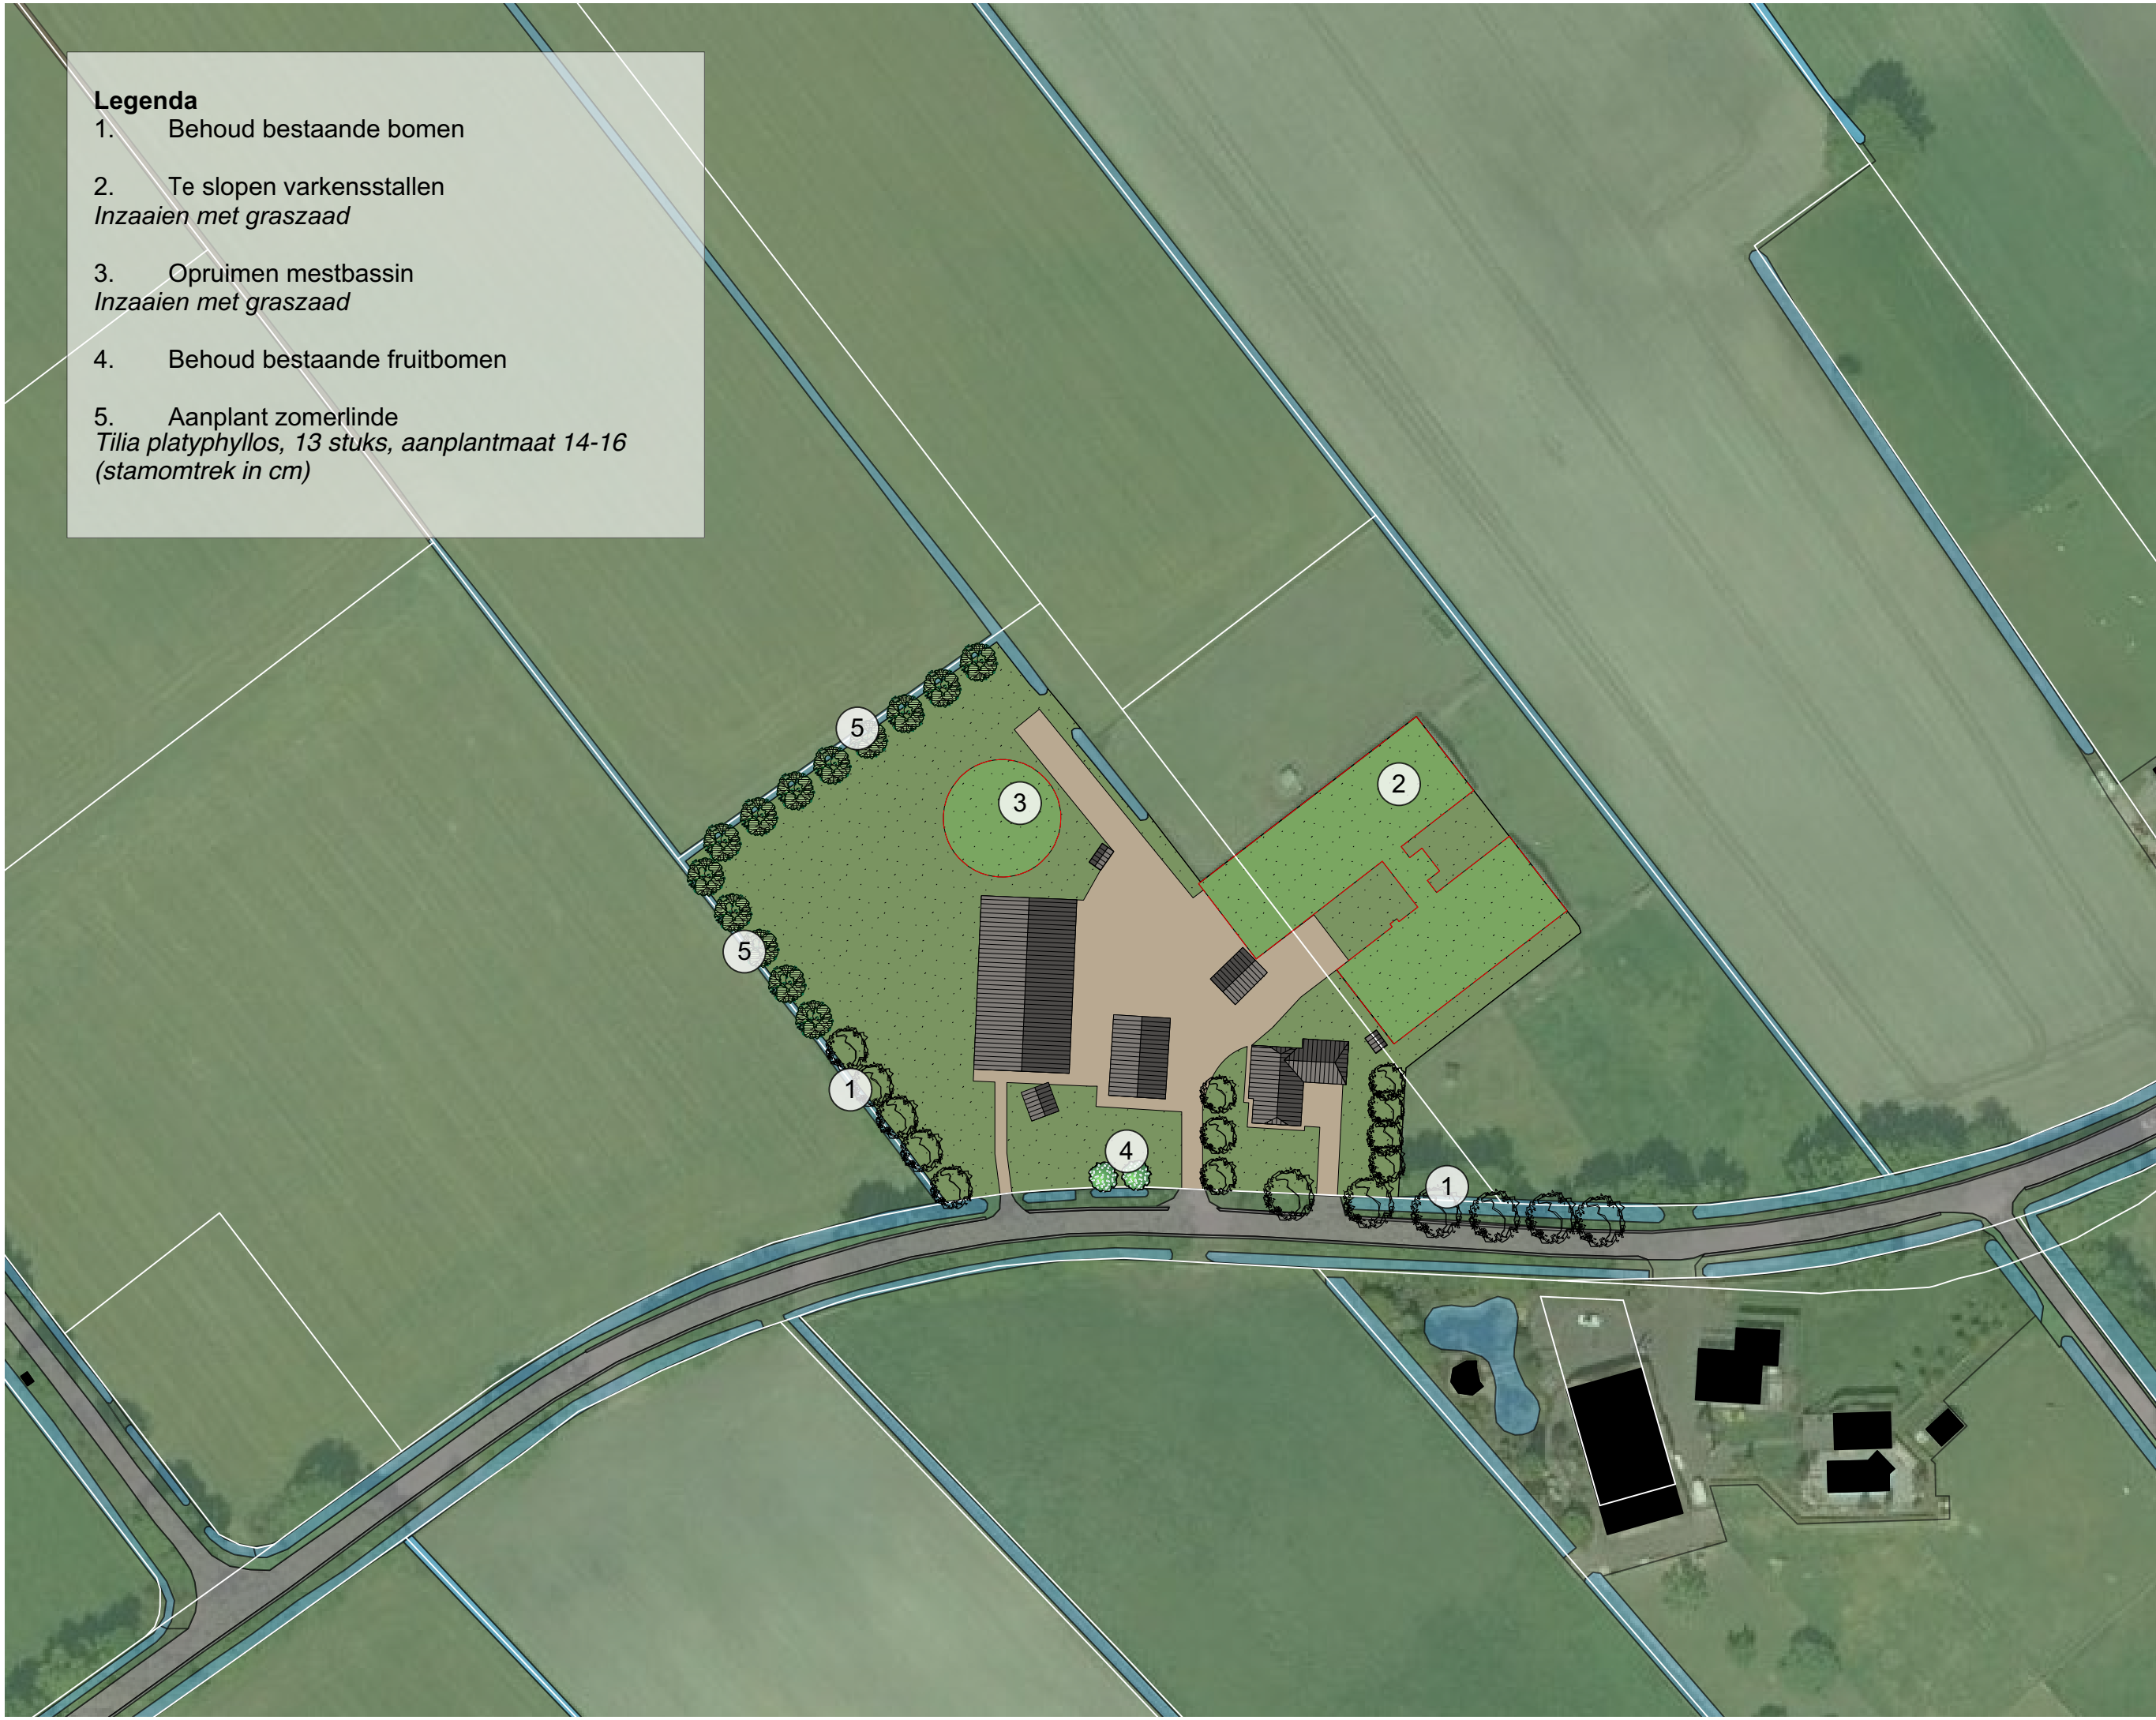 Legenda
1. Behoud bestaande bomen
2. Te slopen varkensstallen
Inzaaien met graszaad
3. Opruimen mestbassin
Inzaaien met graszaad
4. Behoud bestaande fruitbomen
5. Aanplant zomerlinde
Tilia platyphyllos, 13 stuks, aanplantmaat 14-16
(stamomtrek in cm)
5
2
3
5
1
4
1